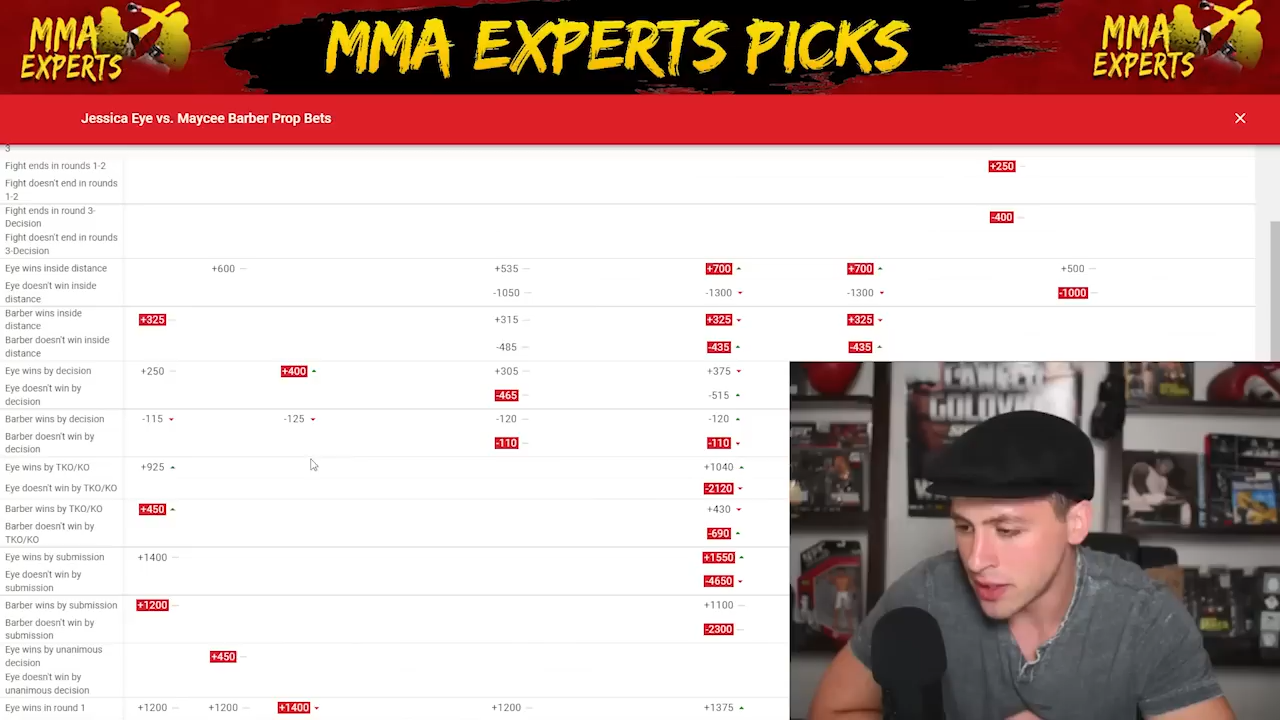 MMA EXPERTS
MMA EXPERTS PICKS
MMA EXPERTS
Jessica Eye vs. Maycee Barber Prop Bets
3
Fight ends in rounds 1-2 +250
Fight doesn't end in rounds
1-2
Fight ends in round 3-
Decision -400
Fight doesn't end in rounds
3-Decision
Eye wins inside distance +600 +535 +700 +700 +500
Eye doesn't win inside
distance -1050 -1300 -1300 -1000
Barber wins inside
distance +325 +315 +325 +325
Barber doesn't win inside
distance -485 -435 -435
Eye wins by decision +250 +400 +305 +375
Eye doesn't win by
decision -465 -515
Barber wins by decision -115 -125 -120 -120
Barber doesn't win by
decision -110 -110
Eye wins by TKO/KO +925 +1040
Eye doesn't win by TKO/KO -2120
Barber wins by TKO/KO +450 +430
Barber doesn't win by
TKO/KO -690
Eye wins by submission +1400 +1550
Eye doesn't win by
submission -4650
Barber wins by submission +1200 +1100
Barber doesn't win by
submission -2300
Eye wins by unanimous
decision +450
Eye doesn't win by
unanimous decision
Eye wins in round 1 +1200 +1200 +1400 +1200 +1375